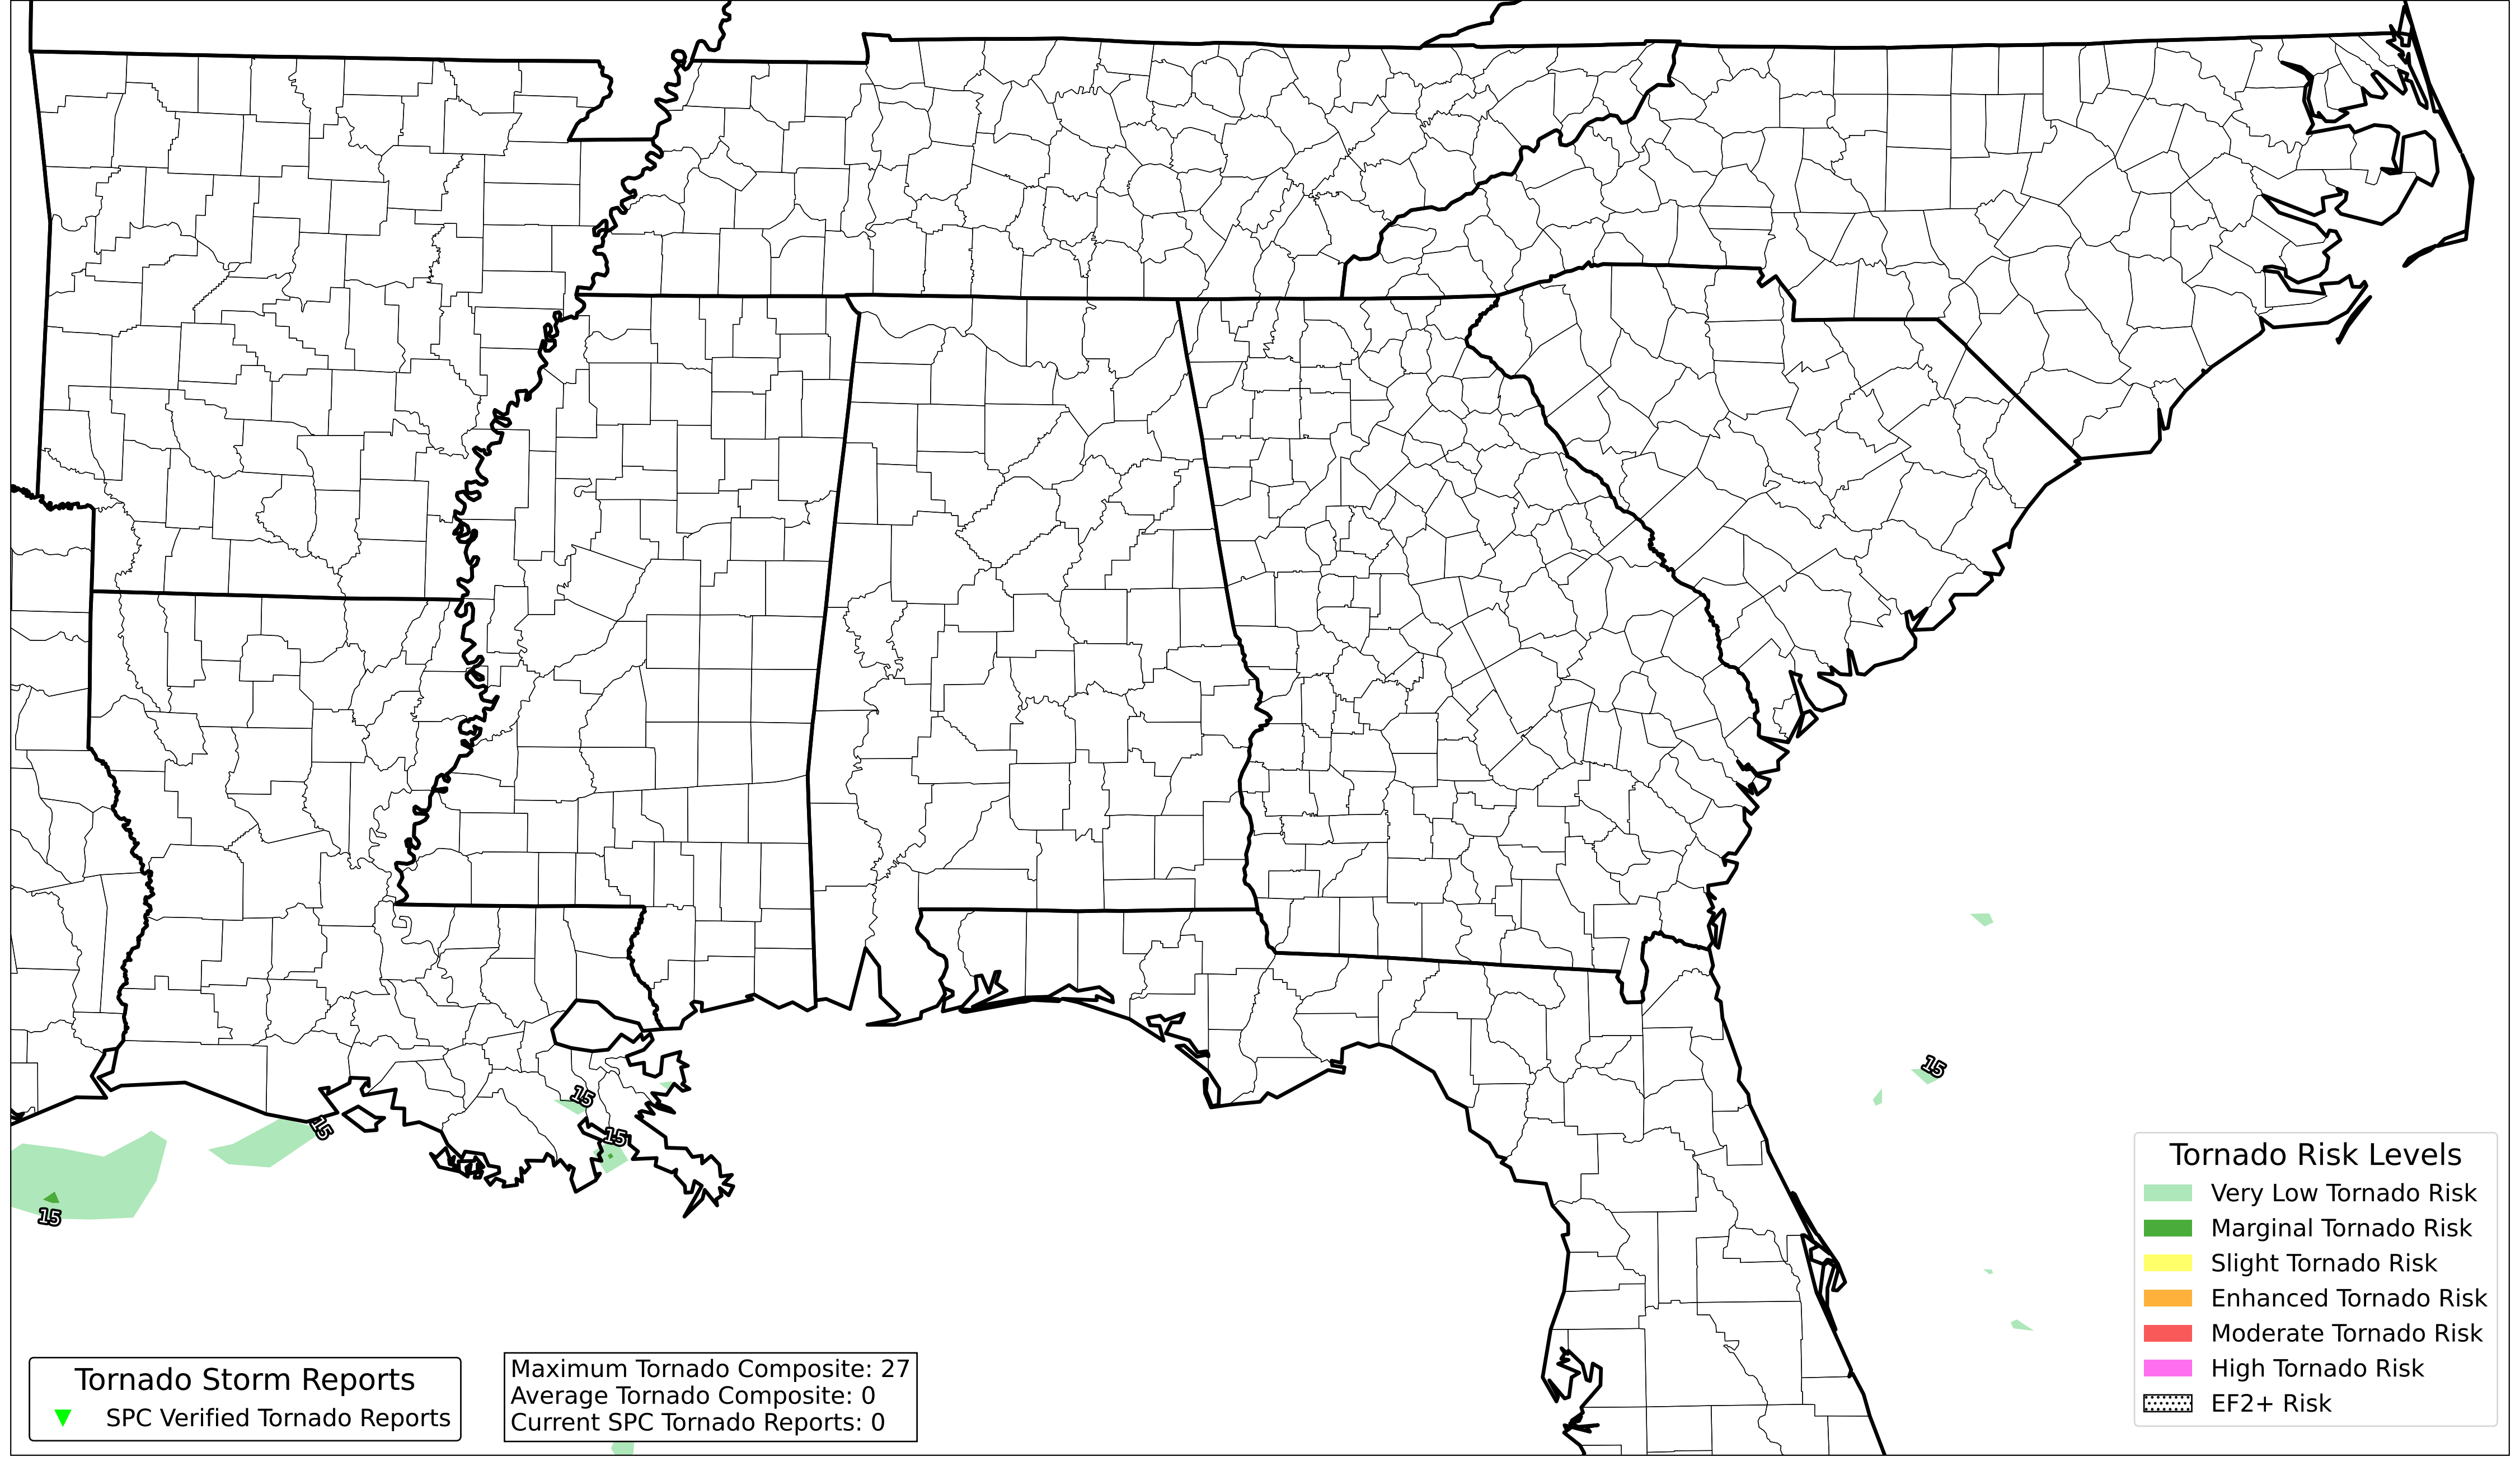 15
15
15
15
15
Tornado Risk Levels
Very Low Tornado Risk
Marginal Tornado Risk
Slight Tornado Risk
Enhanced Tornado Risk
Moderate Tornado Risk
High Tornado Risk
EF2+ Risk
Tornado Storm Reports
SPC Verified Tornado Reports
Maximum Tornado Composite: 27
Average Tornado Composite: 0
Current SPC Tornado Reports: 0